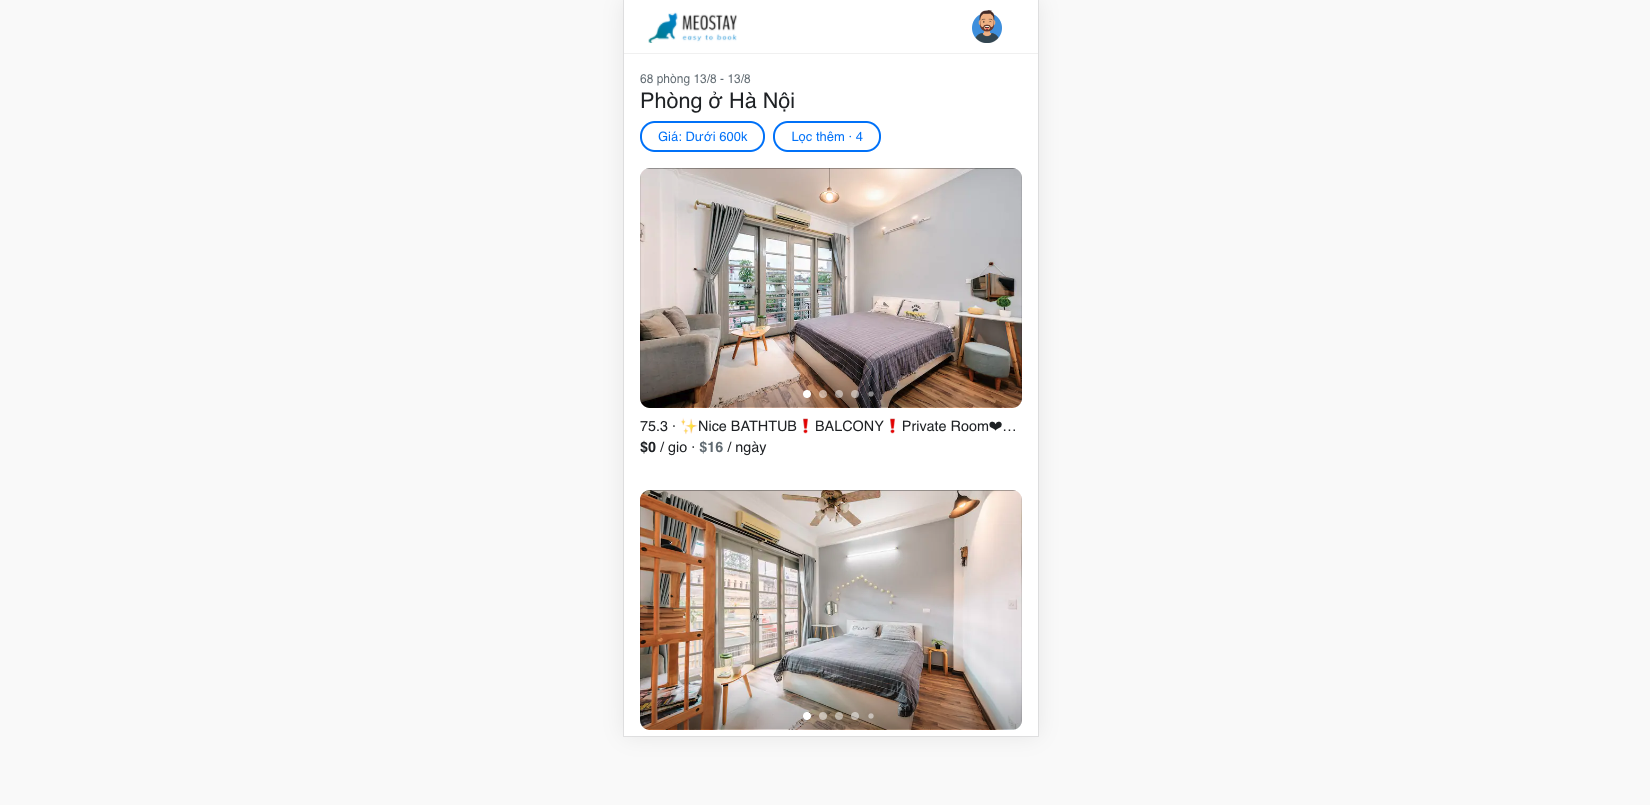 MEOSTAY
easy to book
68 phòng 13/8 - 13/8
Phòng ở Hà Nội
Giá: Dưới 600k
Lọc thêm · 4
75.3 · ✨Nice BATHTUB❗BALCONY❗Private Room❤...
$0 / gio · $16 / ngày